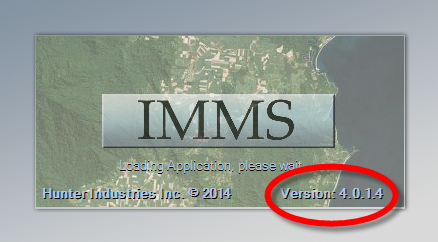 IMMS
Loading Application, please wait
Hunter Industries Inc. © 2014 Version: 4.0.1.4